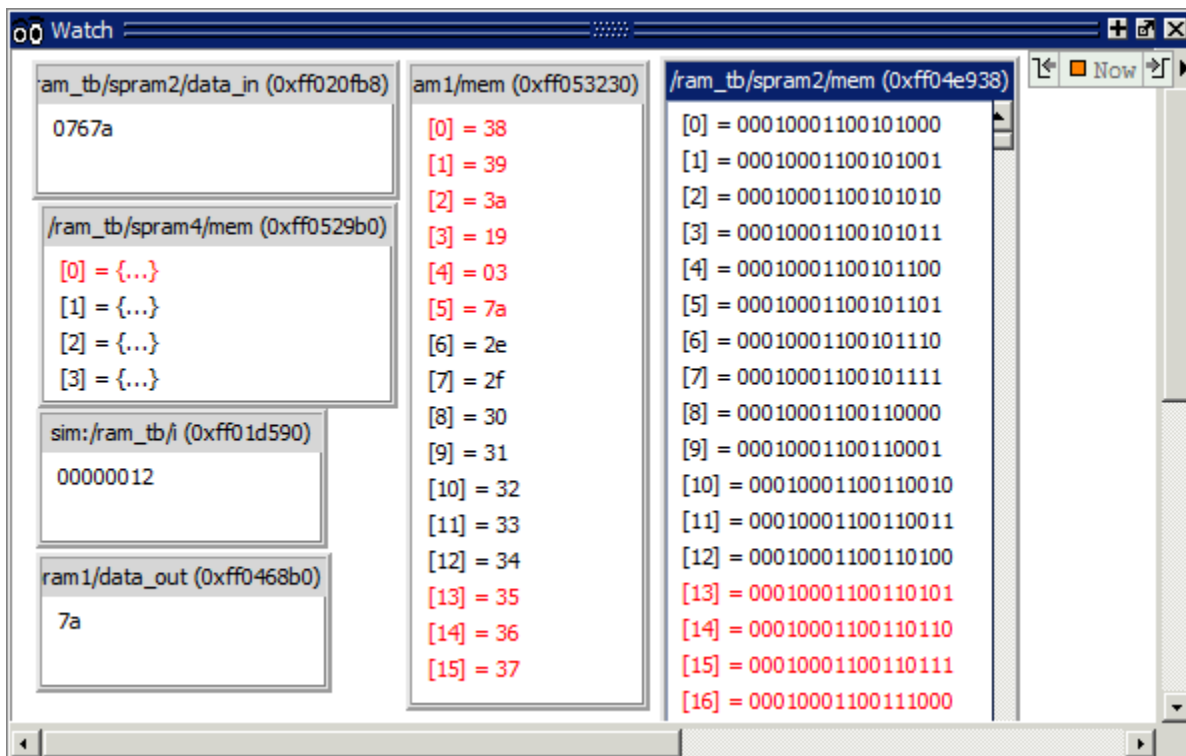 Watch
ram_tb/spram2/data_in (0xff020fb8)
0767a
/ram_tb/spram4/mem (0xff0529b0)
[0] = {...}
[1] = {...}
[2] = {...}
[3] = {...}
sim:/ram_tb/i (0xff01d590)
00000012
ram1/data_out (0xff0468b0)
7a
am1/mem (0xff053230)
[0] = 38
[1] = 39
[2] = 3a
[3] = 19
[4] = 03
[5] = 7a
[6] = 2e
[7] = 2f
[8] = 30
[9] = 31
[10] = 32
[11] = 33
[12] = 34
[13] = 35
[14] = 36
[15] = 37
/ram_tb/spram2/mem (0xff04e938)
[0] = 00010001100101000
[1] = 00010001100101001
[2] = 00010001100101010
[3] = 00010001100101011
[4] = 00010001100101100
[5] = 00010001100101101
[6] = 00010001100101110
[7] = 00010001100101111
[8] = 00010001100110000
[9] = 00010001100110001
[10] = 00010001100110010
[11] = 00010001100110011
[12] = 00010001100110100
[13] = 00010001100110101
[14] = 00010001100110110
[15] = 00010001100110111
[16] = 00010001100111000
Now